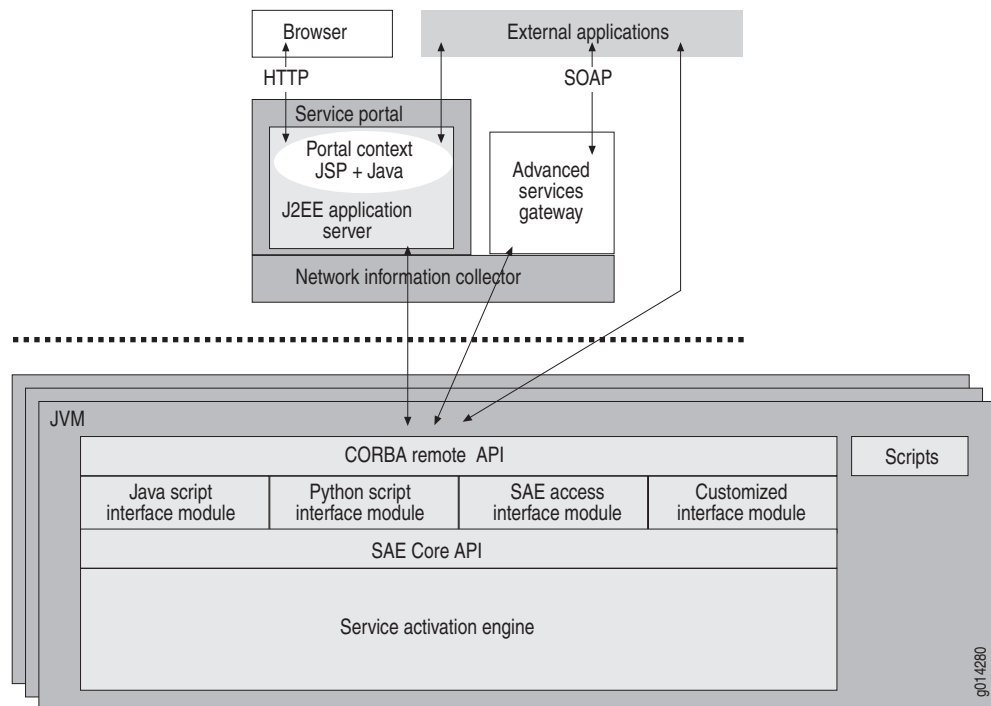 Browser
External applications
HTTP
SOAP
Service portal
Portal context
JSP + Java
J2EE application
server
Advanced
services
gateway
Network information collector
JVM
CORBA remote API
Scripts
Java script
interface module
Python script
interface module
SAE access
interface module
Customized
interface module
SAE Core API
Service activation engine
g014280